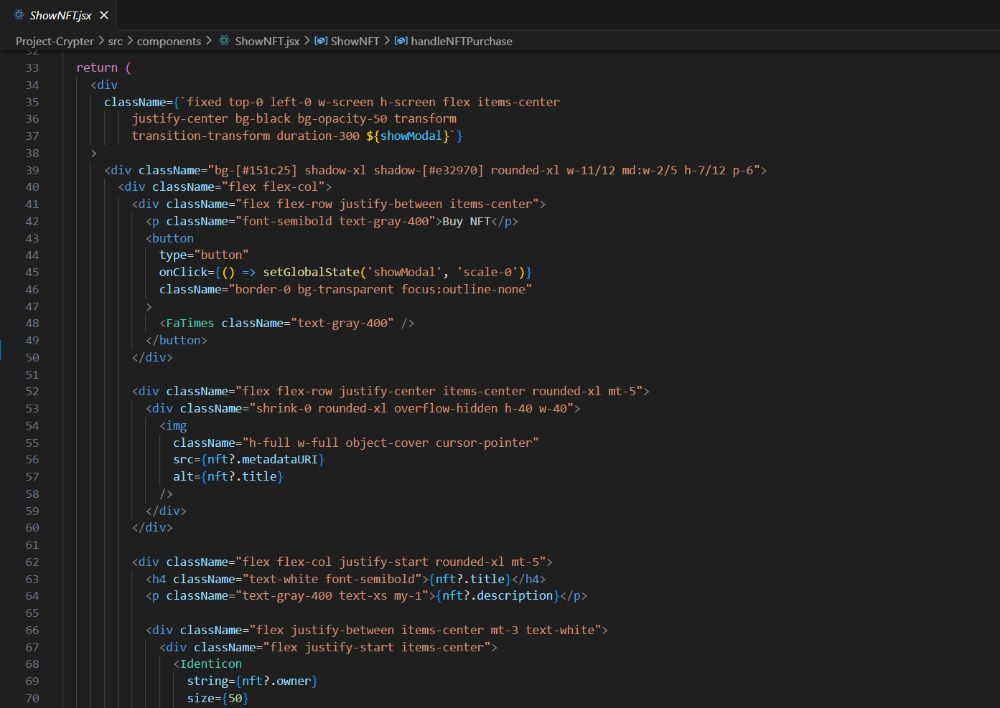 ShowNFT.jsx
Project-Crypter > src > components > ShowNFT.jsx > ShowNFT > handleNFTPurchase
32
33 return (
34 <div
35 className={`fixed top-0 left-0 w-screen h-screen flex items-center
36 justify-center bg-black bg-opacity-50 transform
37 transition-transform duration-300 ${showModal}`}
38 >
39 <div className="bg-[#151c25] shadow-xl shadow-[#e32970] rounded-xl w-11/12 md:w-2/5 h-7/12 p-6">
40 <div className="flex flex-col">
41 <div className="flex flex-row justify-between items-center">
42 <p className="font-semibold text-gray-400">Buy NFT</p>
43 <button
44 type="button"
45 onClick={() => setGlobalState('showModal', 'scale-0')}
46 className="border-0 bg-transparent focus:outline-none"
47 >
48 <FaTimes className="text-gray-400" />
49 </button>
50 </div>
51
52 <div className="flex flex-row justify-center items-center rounded-xl mt-5">
53 <div className="shrink-0 rounded-xl overflow-hidden h-40 w-40">
54 <img
55 className="h-full w-full object-cover cursor-pointer"
56 src={nft?.metadataURI}
57 alt={nft?.title}
58 />
59 </div>
60 </div>
61
62 <div className="flex flex-col justify-start rounded-xl mt-5">
63 <h4 className="text-white font-semibold">{nft?.title}</h4>
64 <p className="text-gray-400 text-xs my-1">{nft?.description}</p>
65
66 <div className="flex justify-between items-center mt-3 text-white">
67 <div className="flex justify-start items-center">
68 <Identicon
69 string={nft?.owner}
70 size={50}